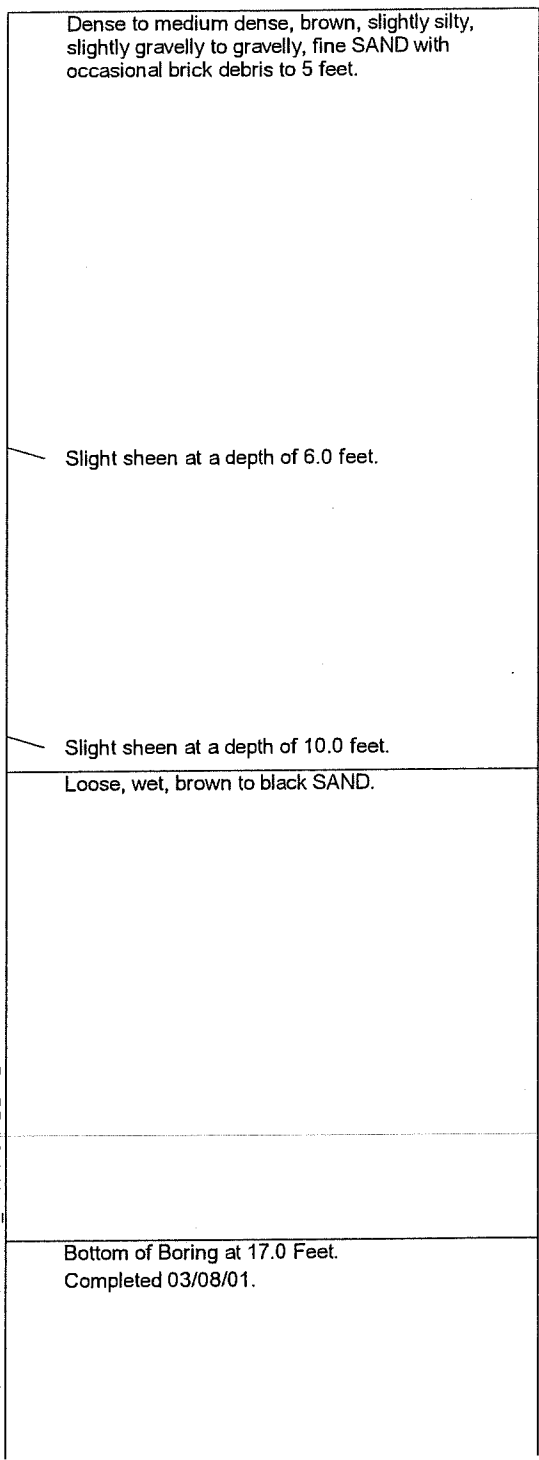 Dense to medium dense, brown, slightly silty,
slightly gravelly to gravelly, fine SAND with
occasional brick debris to 5 feet.
Slight sheen at a depth of 6.0 feet.
Slight sheen at a depth of 10.0 feet.
Loose, wet, brown to black SAND.
Bottom of Boring at 17.0 Feet.
Completed 03/08/01.